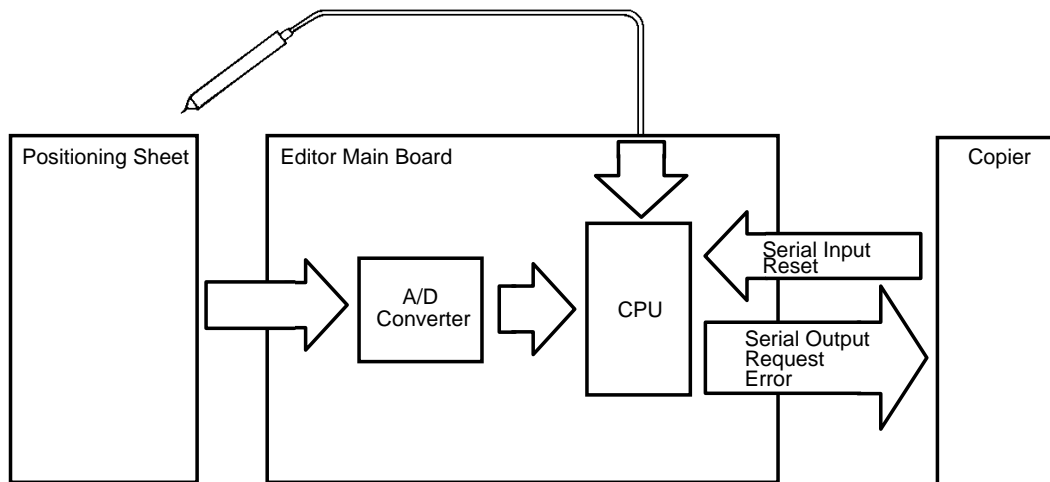 Positioning Sheet
Editor Main Board
Copier
A/D
Converter
CPU
Serial Input
Reset
Serial Output
Request
Error